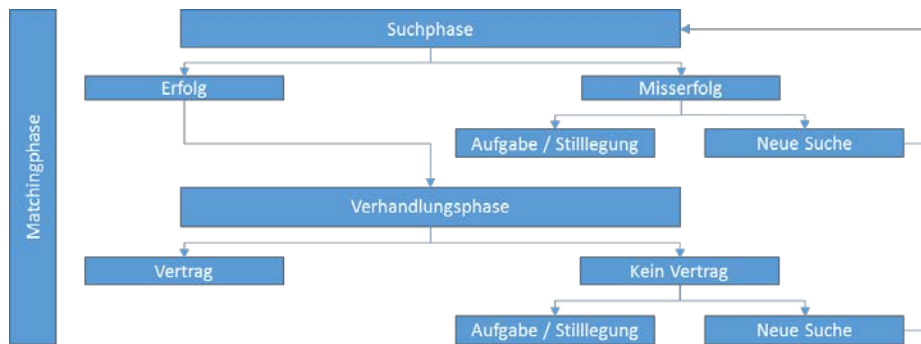 Matchingphase
Suchphase
Erfolg
Misserfolg
Aufgabe / Stilllegung
Neue Suche
Verhandlungsphase
Vertrag
Kein Vertrag
Aufgabe / Stilllegung
Neue Suche